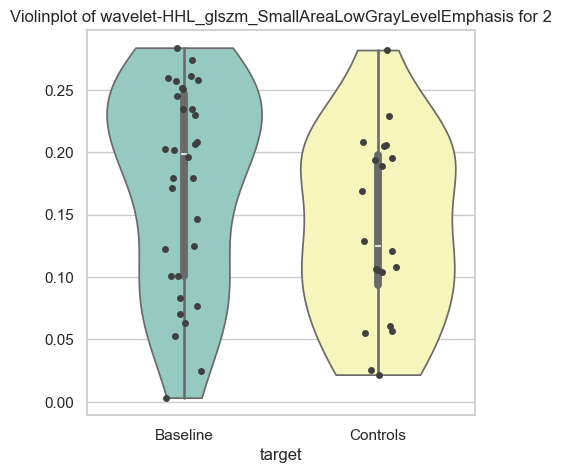 Violinplot of wavelet-HHL_glszm_SmallAreaLowGrayLevelEmphasis for 2
0.25
0.20
0.15
0.10
0.05
0.00
Baseline
Controls
target